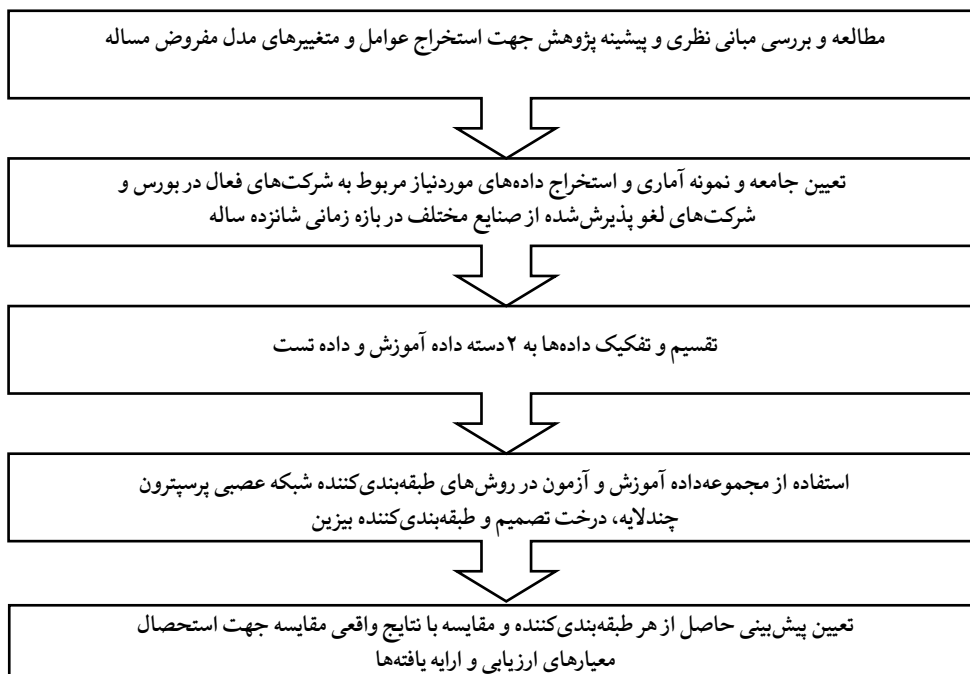 مطالعه و بررسی مبانی نظری و پیشینه پژوهش جهت استخراج عوامل و متغییرهای مدل مفروض مساله
تعیین جامعه و نمونه آماری و استخراج داده‌های موردنیاز مربوط به شرکت‌های فعال در بورس و
شرکت‌های لغو پذیرش‌شده از صنایع مختلف در بازه زمانی شانزده ساله
تقسیم و تفکیک داده‌ها به ۲ دسته داده آموزش و داده تست
استفاده از مجموعه‌داده آموزش و آزمون در روش‌های طبقه‌بندی‌کننده شبکه عصبی پرسپترون
چندلایه، درخت تصمیم و طبقه‌بندی‌کننده بیزین
تعیین پیش‌بینی حاصل از هر طبقه‌بندی‌کننده و مقایسه با نتایج واقعی مقایسه جهت استحصال
معیارهای ارزیابی و ارایه یافته‌ها